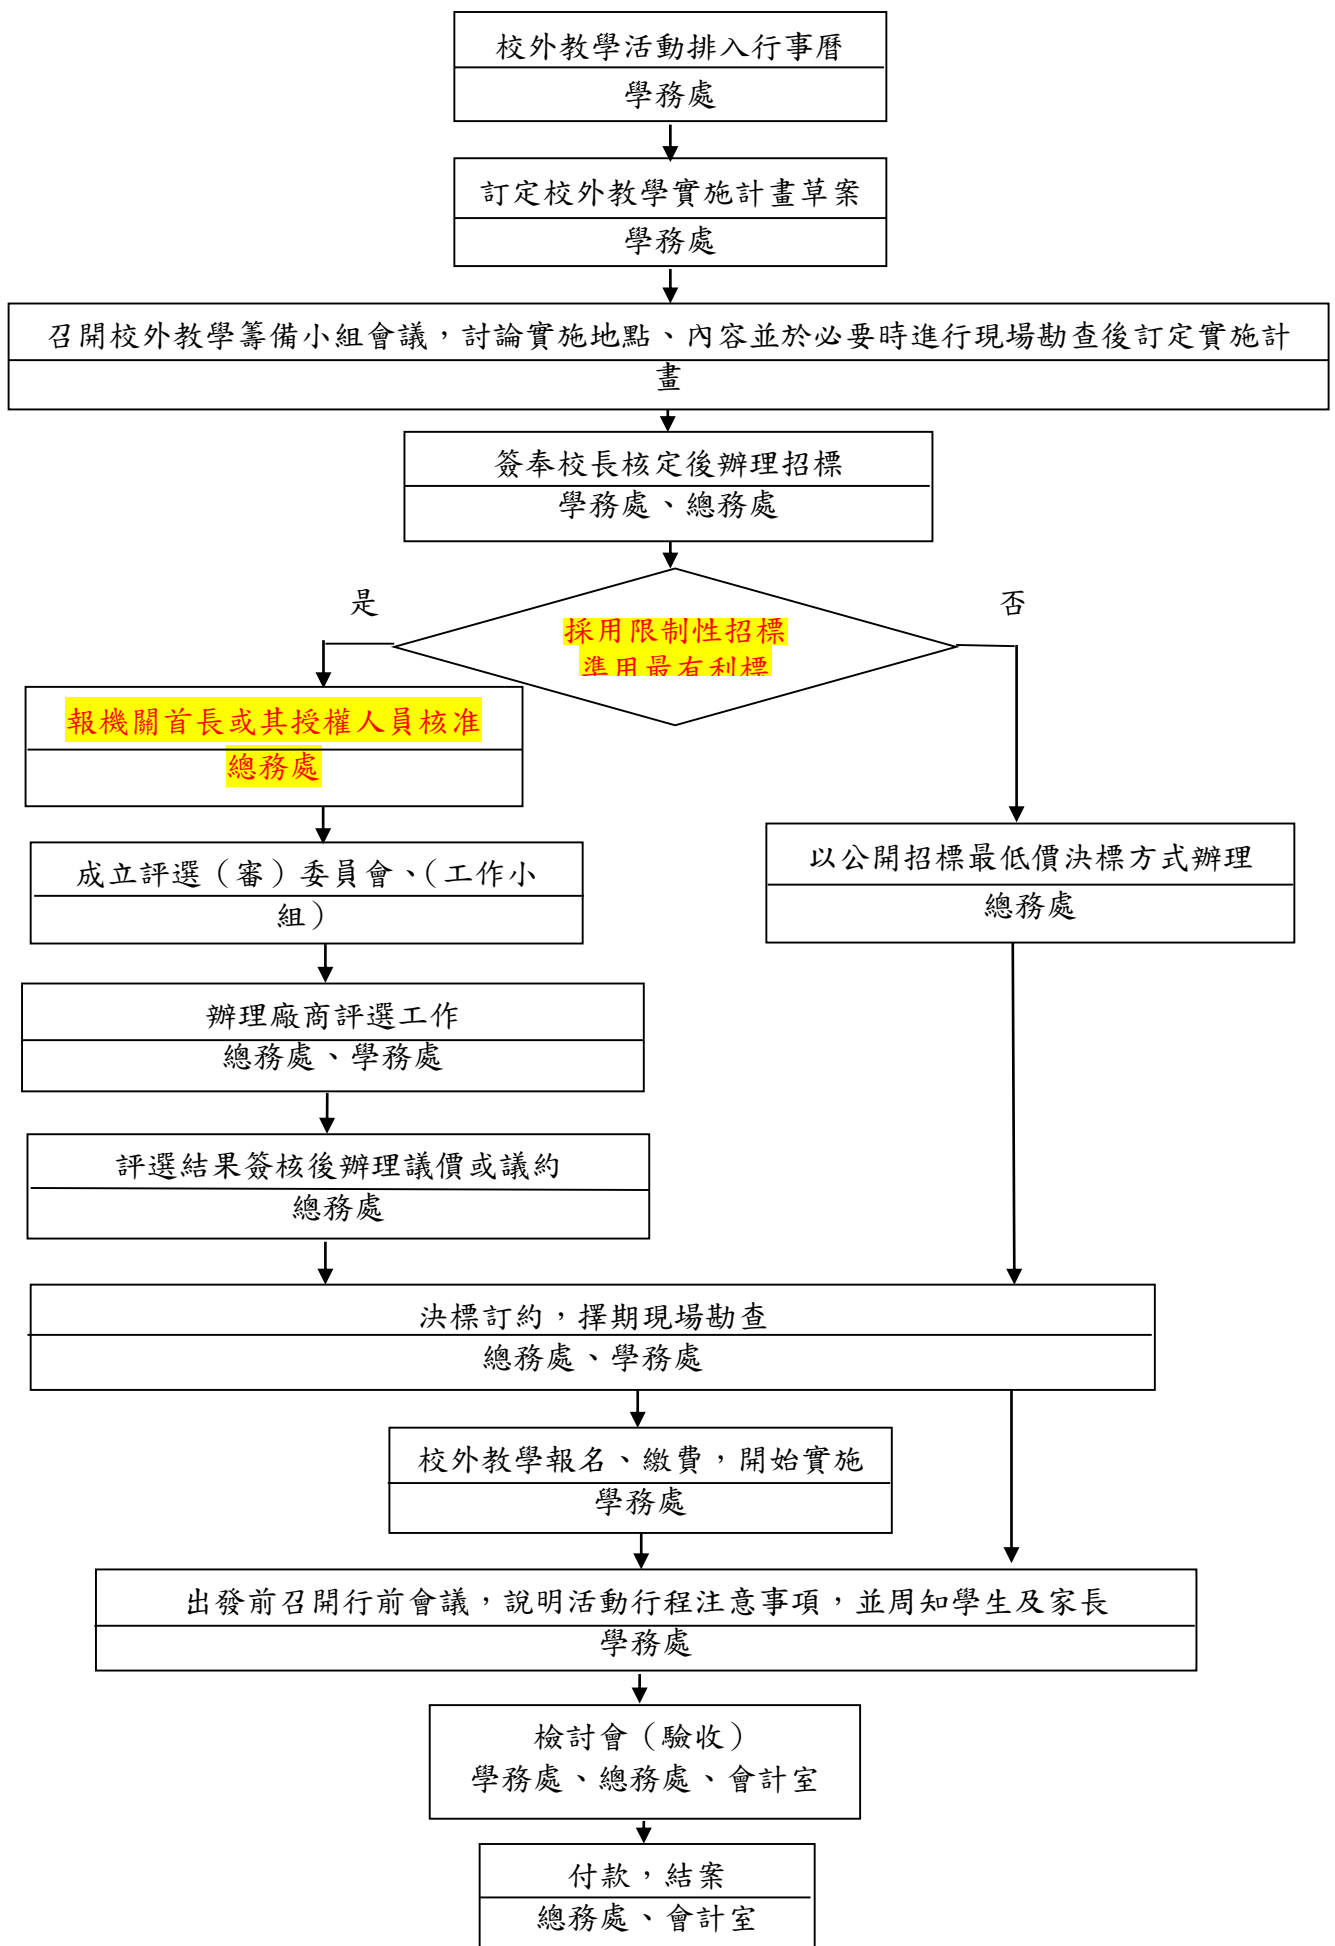 校外教學活動排入行事曆
學務處
訂定校外教學實施計畫草案
學務處
召開校外教學籌備小組會議，討論實施地點、內容並於必要時進行現場勘查後訂定實施計
畫
簽奉校長核定後辦理招標
學務處、總務處
是
否
採用限制性招標
準用最有利標
報機關首長或其授權人員核准
總務處
成立評選（審）委員會、（工作小
組）
以公開招標最低價決標方式辦理
總務處
辦理廠商評選工作
總務處、學務處
評選結果簽核後辦理議價或議約
總務處
決標訂約，擇期現場勘查
總務處、學務處
校外教學報名、繳費，開始實施
學務處
出發前召開行前會議，說明活動行程注意事項，並周知學生及家長
學務處
檢討會（驗收）
學務處、總務處、會計室
付款，結案
總務處、會計室